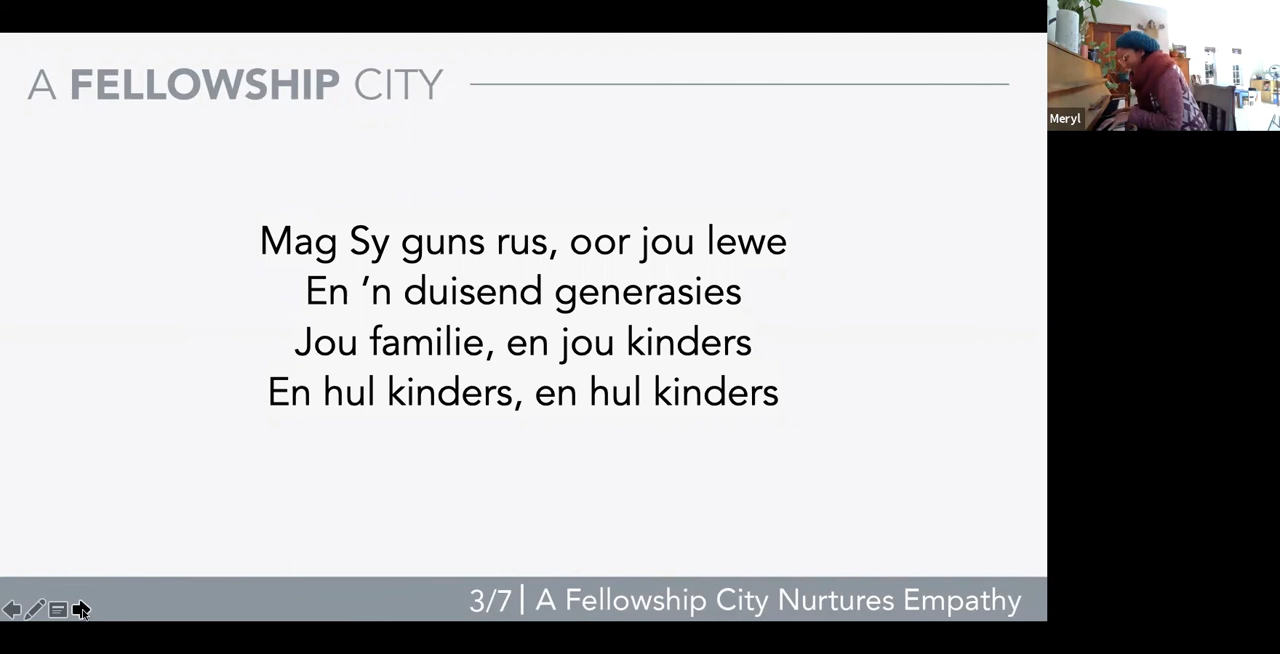 A FELLOWSHIP CITY
Meryl
Mag Sy guns rus, oor jou lewe
En ’n duisend generasies
Jou familie, en jou kinders
En hul kinders, en hul kinders
3/7 | A Fellowship City Nurtures Empathy